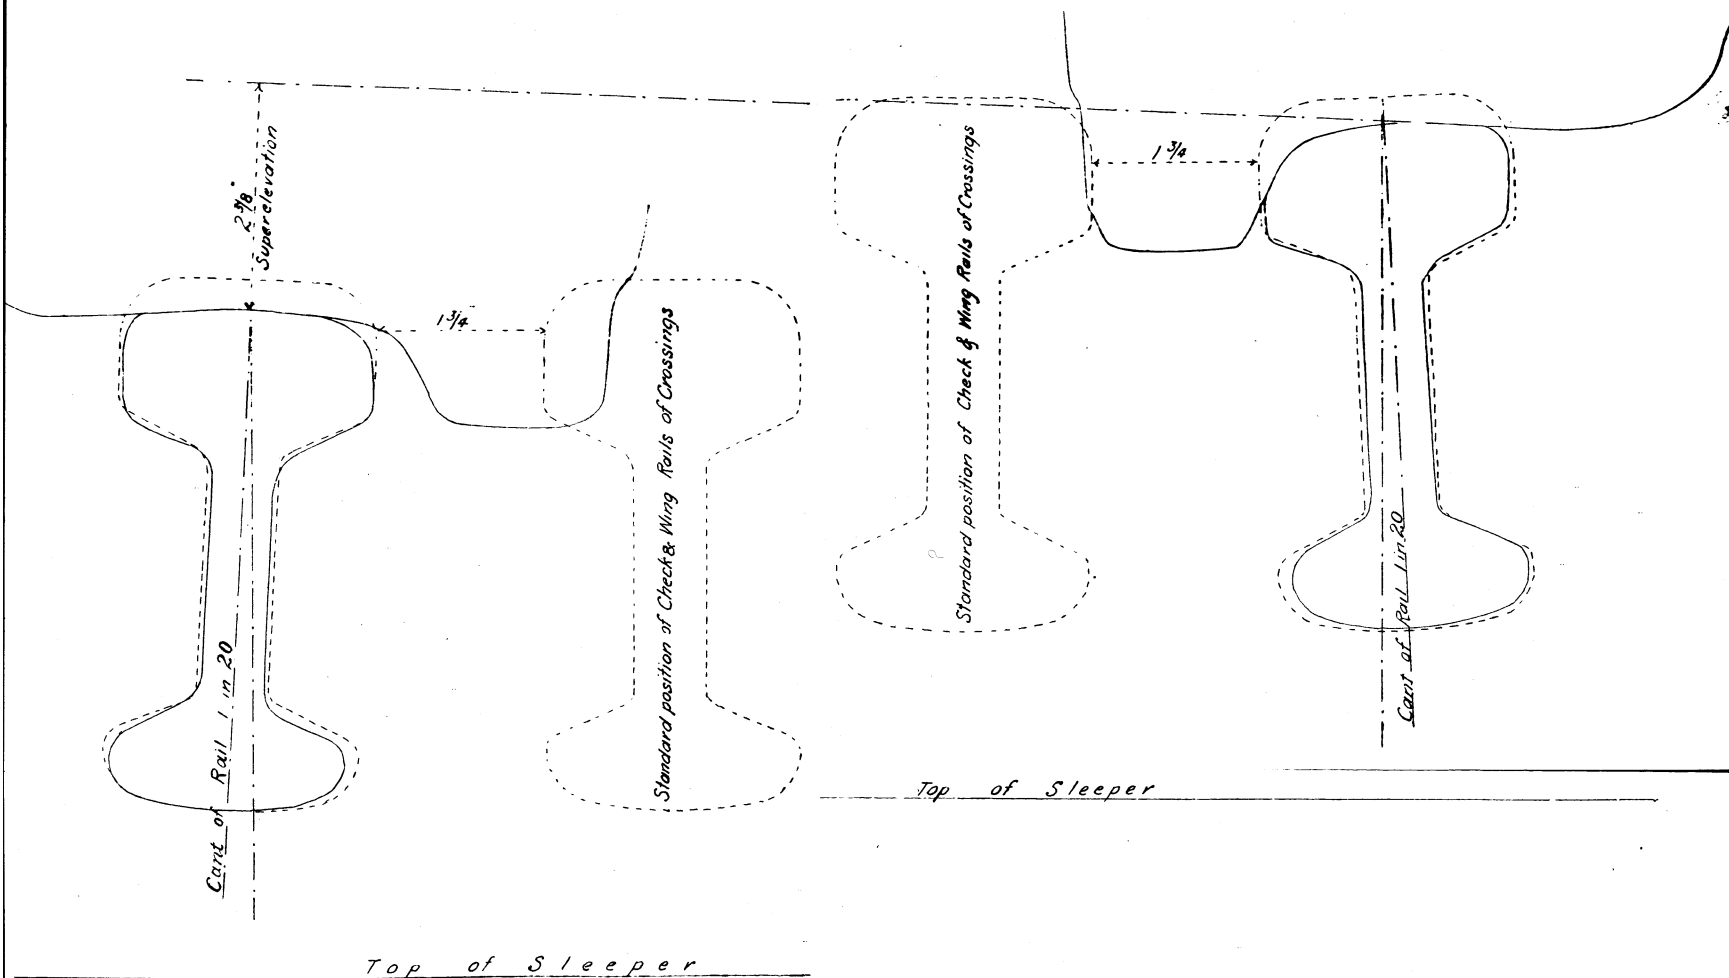 2 3/8"
Superelevation
1 3/4
Standard position of Check & Wing Rails of Crossings
Cant of Rail 1 in 20
Top of Sleeper
Standard position of Check & Wing Rails of Crossings
1 3/4
Cant of Rail 1 in 20
Top of Sleeper